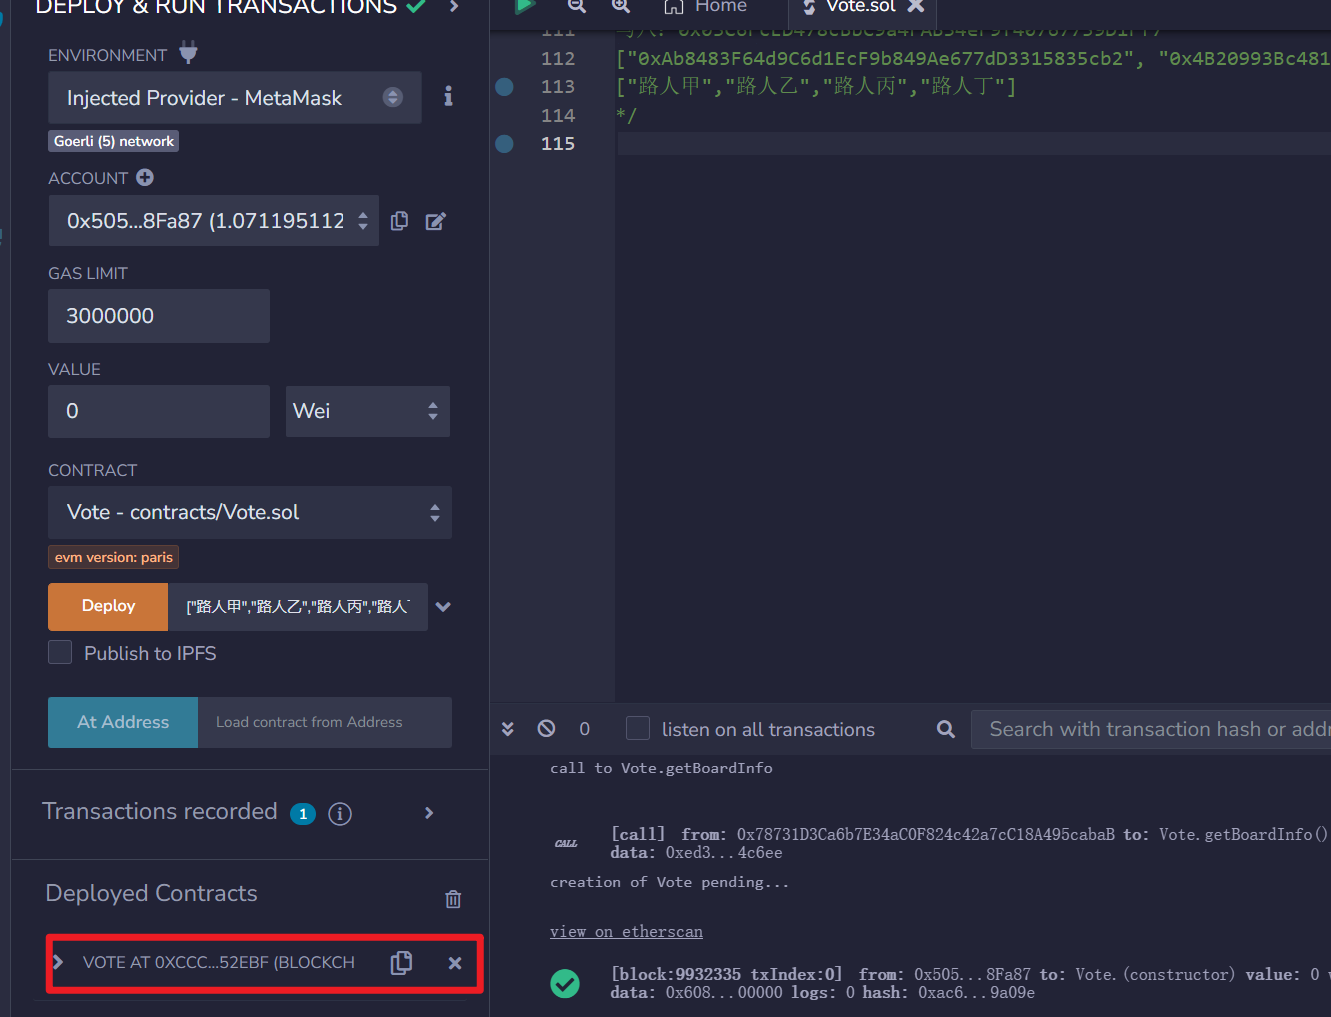 DEPLOY & RUN TRANSACTIONS
ENVIRONMENT
Injected Provider - MetaMask
Goerli (5) network
ACCOUNT
0x505...8Fa87 (1.071195112
GAS LIMIT
3000000
VALUE
0
Wei
CONTRACT
Vote - contracts/Vote.sol
evm version: paris
Deploy
["路人甲","路人乙","路人丙","路人丁
Publish to IPFS
At Address
Load contract from Address
Transactions recorded 1
Deployed Contracts
VOTE AT 0XCCC...52EBF (BLOCKCH
Home
Vote.sol
111
112 ["0xAb8483F64d9C6d1EcF9b849Ae677dD3315835cb2", "0x4B20993Bc481
113 ["路人甲","路人乙","路人丙","路人丁"]
114 */
115
0
listen on all transactions
Search with transaction hash or addr
call to Vote.getBoardInfo
CALL
[call] from: 0x78731D3Ca6b7E34aC0F824c42a7cC18A495cabaB to: Vote.getBoardInfo()
data: 0xed3...4c6ee
creation of Vote pending...
view on etherscan
[block:9932335 txIndex:0] from: 0x505...8Fa87 to: Vote.(constructor) value: 0 w
data: 0x608...00000 logs: 0 hash: 0xac6...9a09e